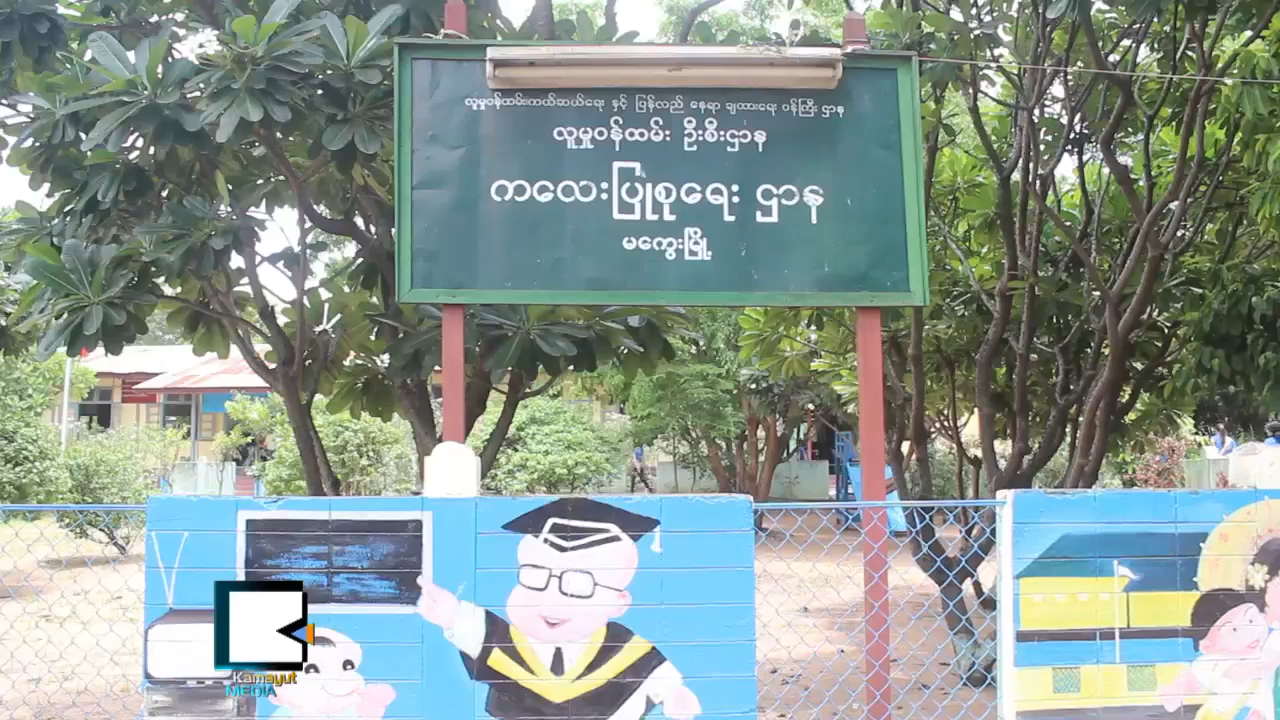 လူမှုဝန်ထမ်းကယ်ဆယ်ရေး နှင့် ပြန်လည် နေရာ ချထားရေး ဝန်ကြီး ဌာန
လူမှုဝန်ထမ်း ဦးစီးဌာန
ကလေးပြုစုရေး ဌာန
မကွေးမြို့
Kamayut
MEDIA